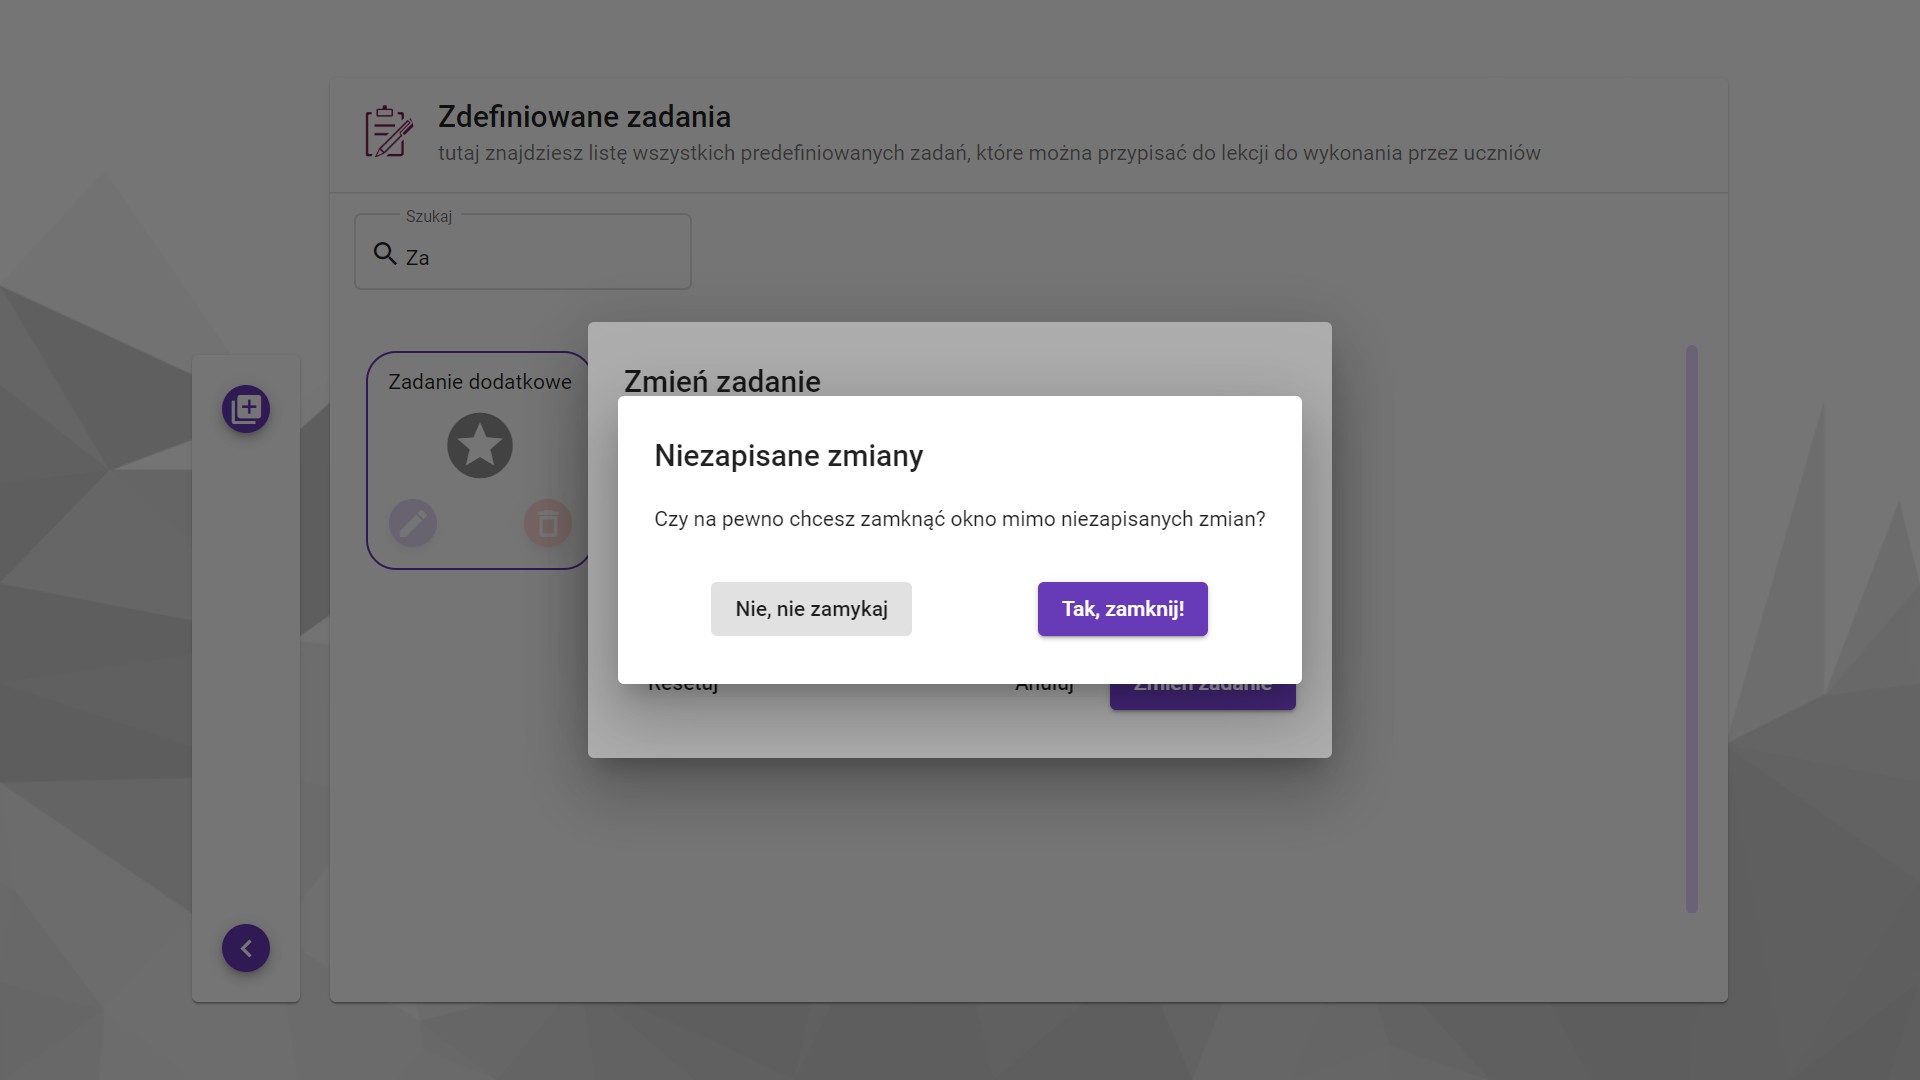 Zdefiniowane zadania
tutaj znajdziesz listę wszystkich predefiniowanych zadań, które można przypisać do lekcji do wykonania przez uczniów
Szukaj
Za
Zadanie dodatkowe
Zmień zadanie
Niezapisane zmiany
Czy na pewno chcesz zamknąć okno mimo niezapisanych zmian?
Nie, nie zamykaj
Tak, zamknij!
Resetuj
Anuluj
Zmień zadanie